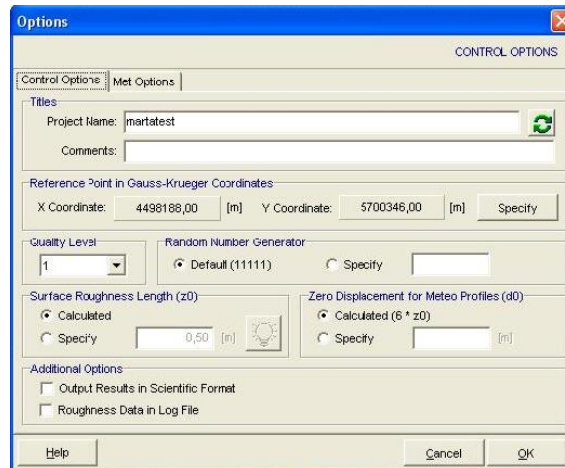 Options
CONTROL OPTIONS
Control Options Met Options
Titles
Project Name: martatest
Comments:
Reference Point in Gauss-Krueger Coordinates
X Coordinate: 4498188,00 [m] Y Coordinate: 5700346,00 [m] Specify
Quality Level
1
Random Number Generator
Default (11111) Specify
Surface Roughness Length (z0)
Calculated
Specify 0,50 [m]
Zero Displacement for Meteo Profiles (d0)
Calculated (6 * z0)
Specify [m]
Additional Options
Output Results in Scientific Format
Roughness Data in Log File
Help Cancel OK